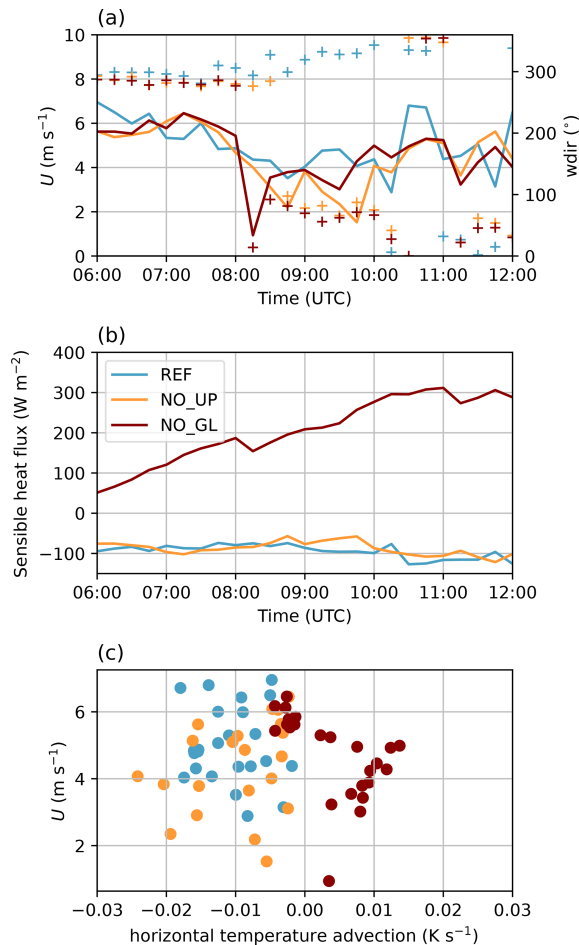 (a)
10
8
6
4
2
0
U (m s⁻¹)
300
200
100
0
wdir (°)
06:00 07:00 08:00 09:00 10:00 11:00 12:00
Time (UTC)
(b)
400
300
200
100
0
−100
Sensible heat flux (W m⁻²)
REF
NO_UP
NO_GL
06:00 07:00 08:00 09:00 10:00 11:00 12:00
Time (UTC)
(c)
6
4
2
U (m s⁻¹)
−0.03 −0.02 −0.01 0.00 0.01 0.02 0.03
horizontal temperature advection (K s⁻¹)